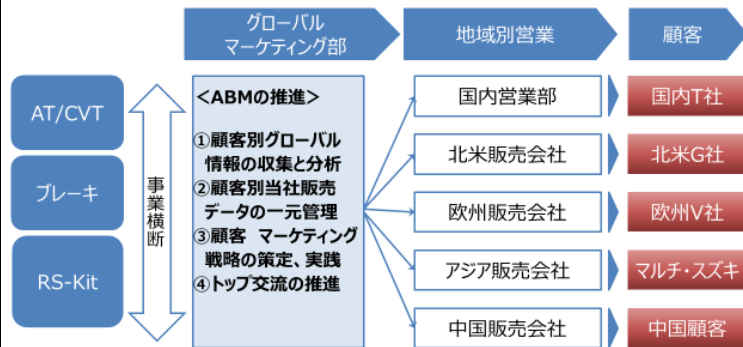 グローバル
マーケティング部
地域別営業
顧客
AT/CVT
ブレーキ
RS-Kit
事業横断
＜ABMの推進＞
①顧客別グローバル
情報の収集と分析
②顧客別当社販売
データの一元管理
③顧客　マーケティング
戦略の策定、実践
④トップ交流の推進
国内営業部
国内T社
北米販売会社
北米G社
欧州販売会社
欧州V社
アジア販売会社
マルチ・スズキ
中国販売会社
中国顧客